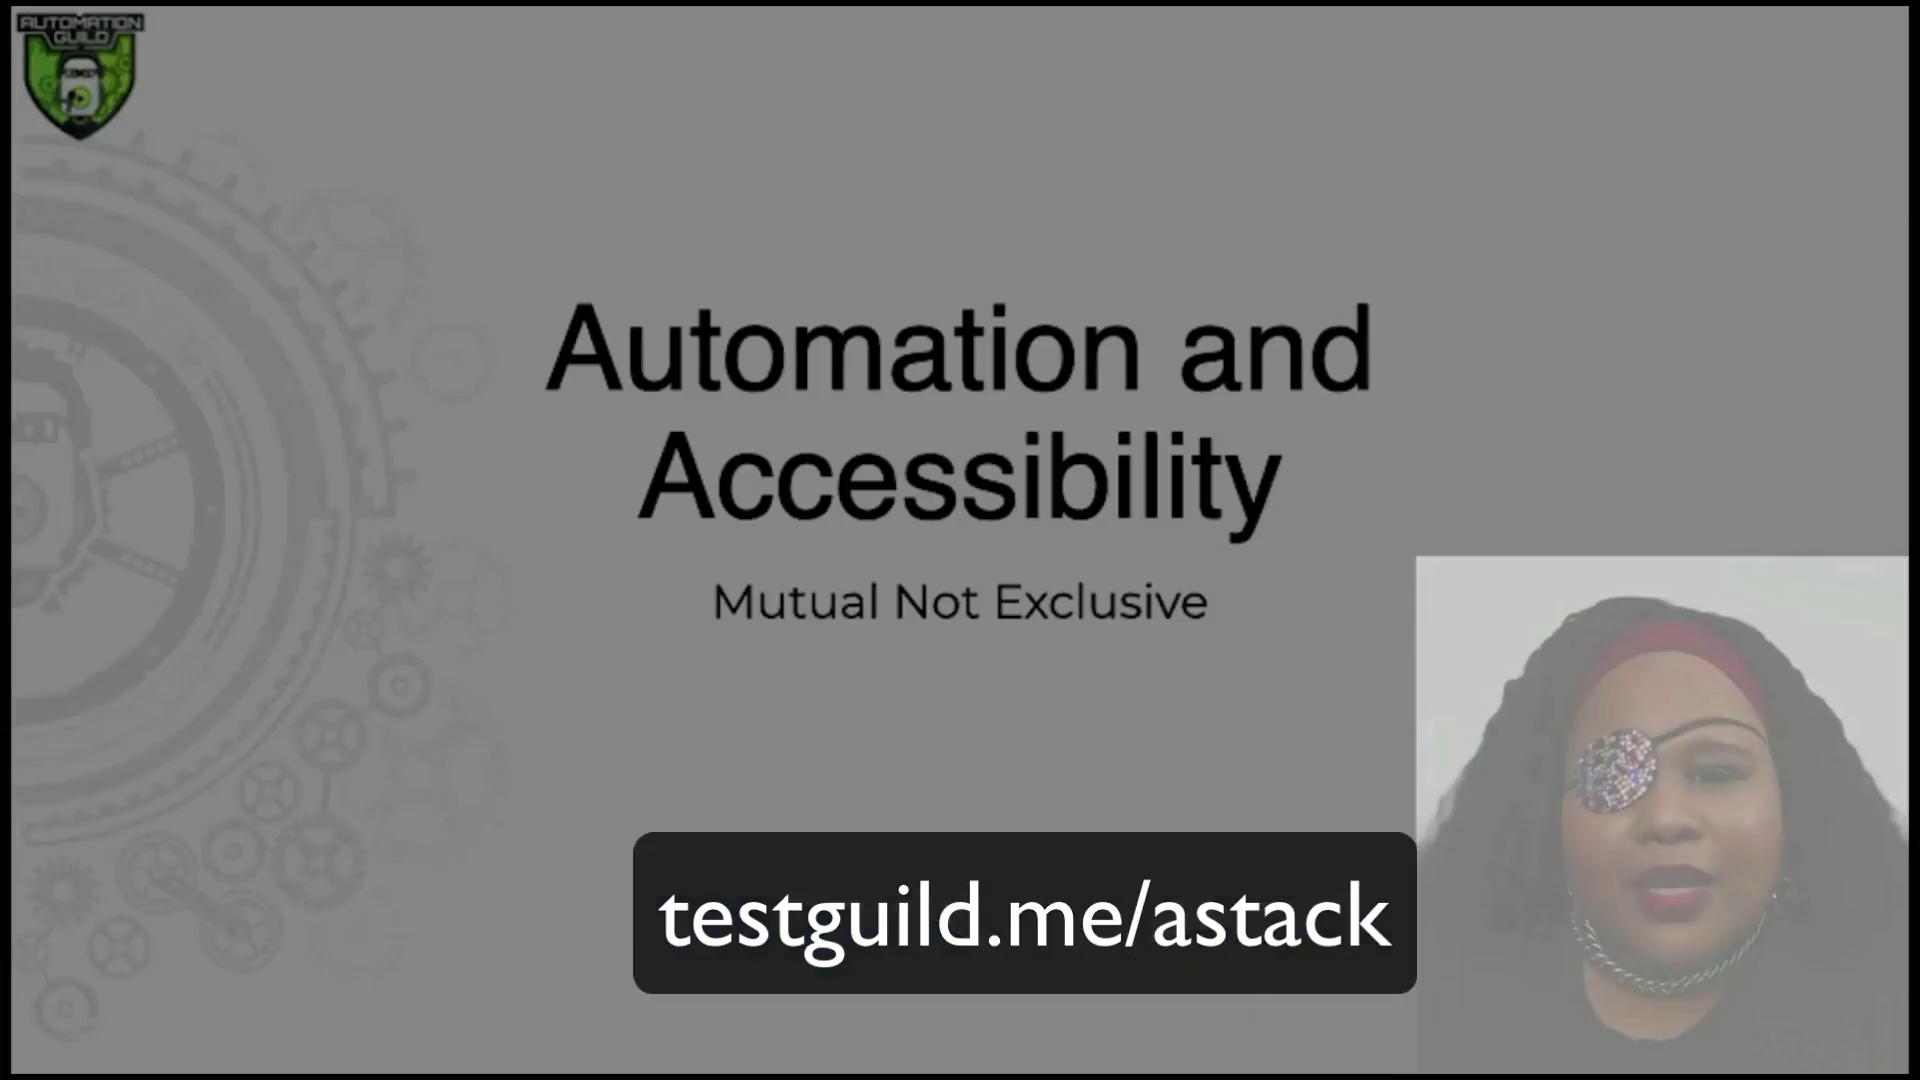 AUTOMATION
GUILD
Automation and
Accessibility
Mutual Not Exclusive
testguild.me/astack